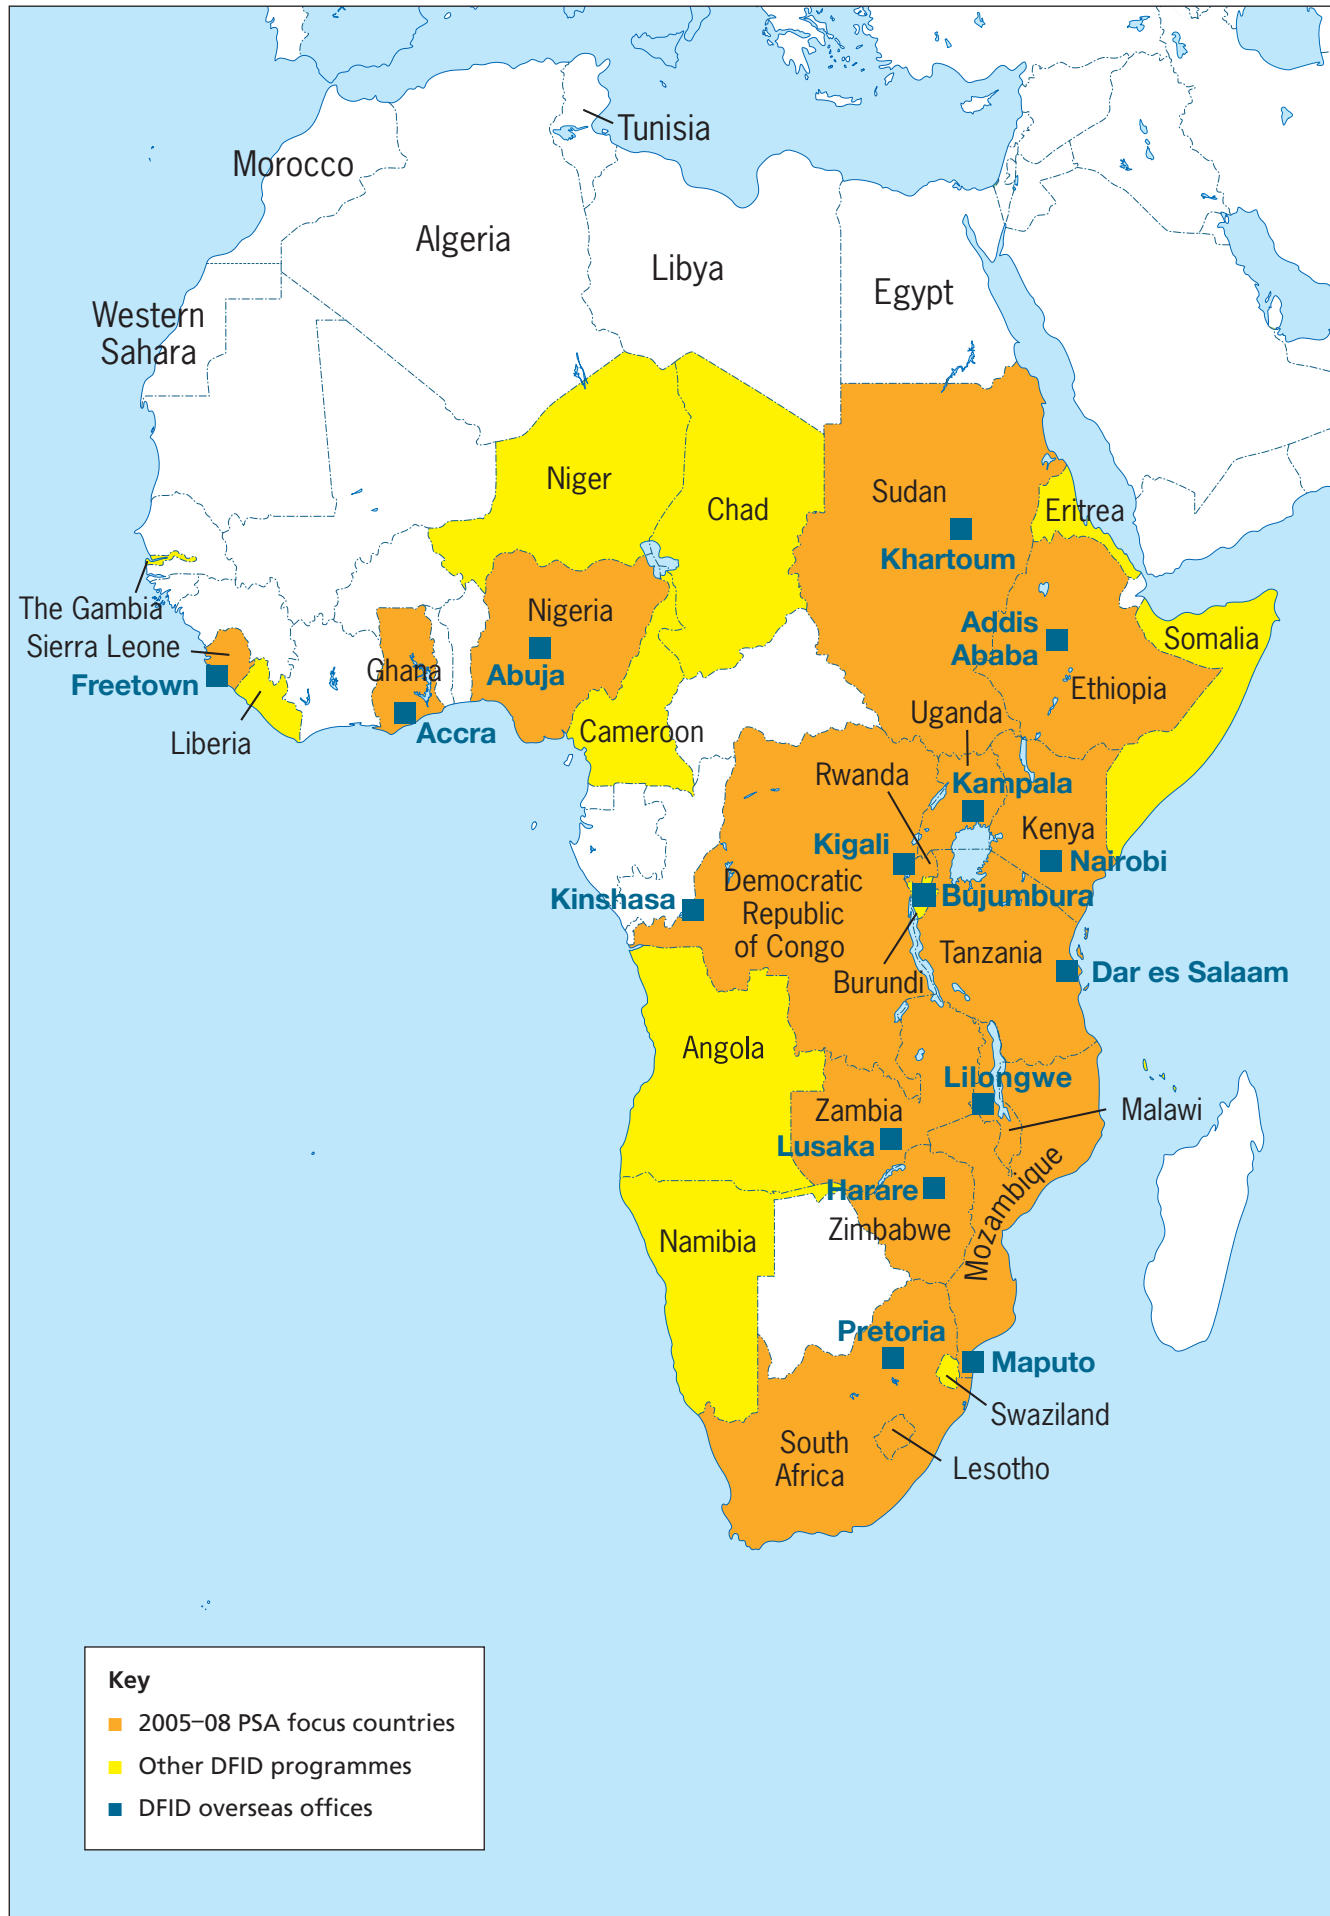 Tunisia
Morocco
Algeria
Libya
Egypt
Western
Sahara
Niger
Chad
Sudan
Eritrea
Khartoum
The Gambia
Nigeria
Sierra Leone
Addis
Ababa
Somalia
Ghana
Abuja
Freetown
Ethiopia
Uganda
Liberia
Accra
Cameroon
Rwanda
Kampala
Kenya
Kigali
Nairobi
Democratic
Republic
of Congo
Kinshasa
Bujumbura
Tanzania
Burundi
Dar es Salaam
Angola
Lilongwe
Zambia
Malawi
Lusaka
Harare
Mozambique
Zimbabwe
Namibia
Pretoria
Maputo
Swaziland
South
Africa
Lesotho
Key
2005–08 PSA focus countries
Other DFID programmes
DFID overseas offices